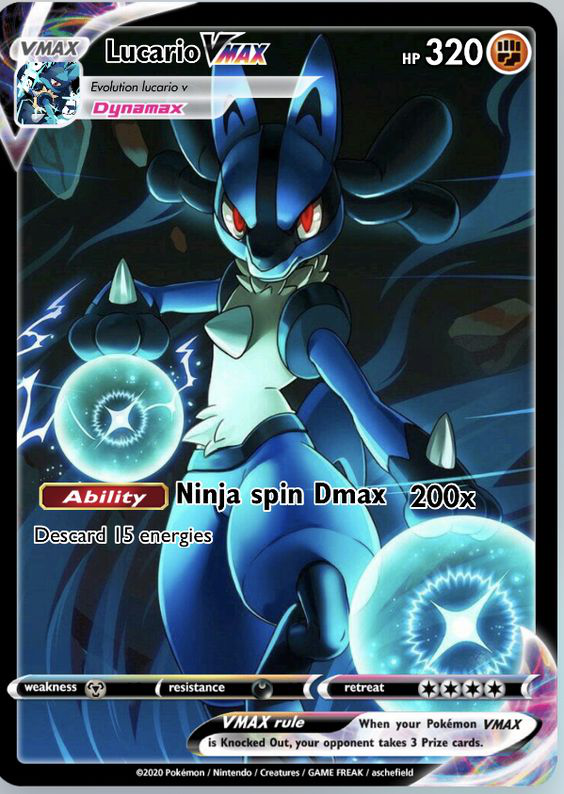 VMAX
Lucario VMAX
HP 320
Evolution lucario v
Dynamax
Ability Ninja spin Dmax 200x
Descard 15 energies
weakness resistance retreat
VMAX rule When your Pokémon VMAX
is Knocked Out, your opponent takes 3 Prize cards.
©2020 Pokémon / Nintendo / Creatures / GAME FREAK / aschefield